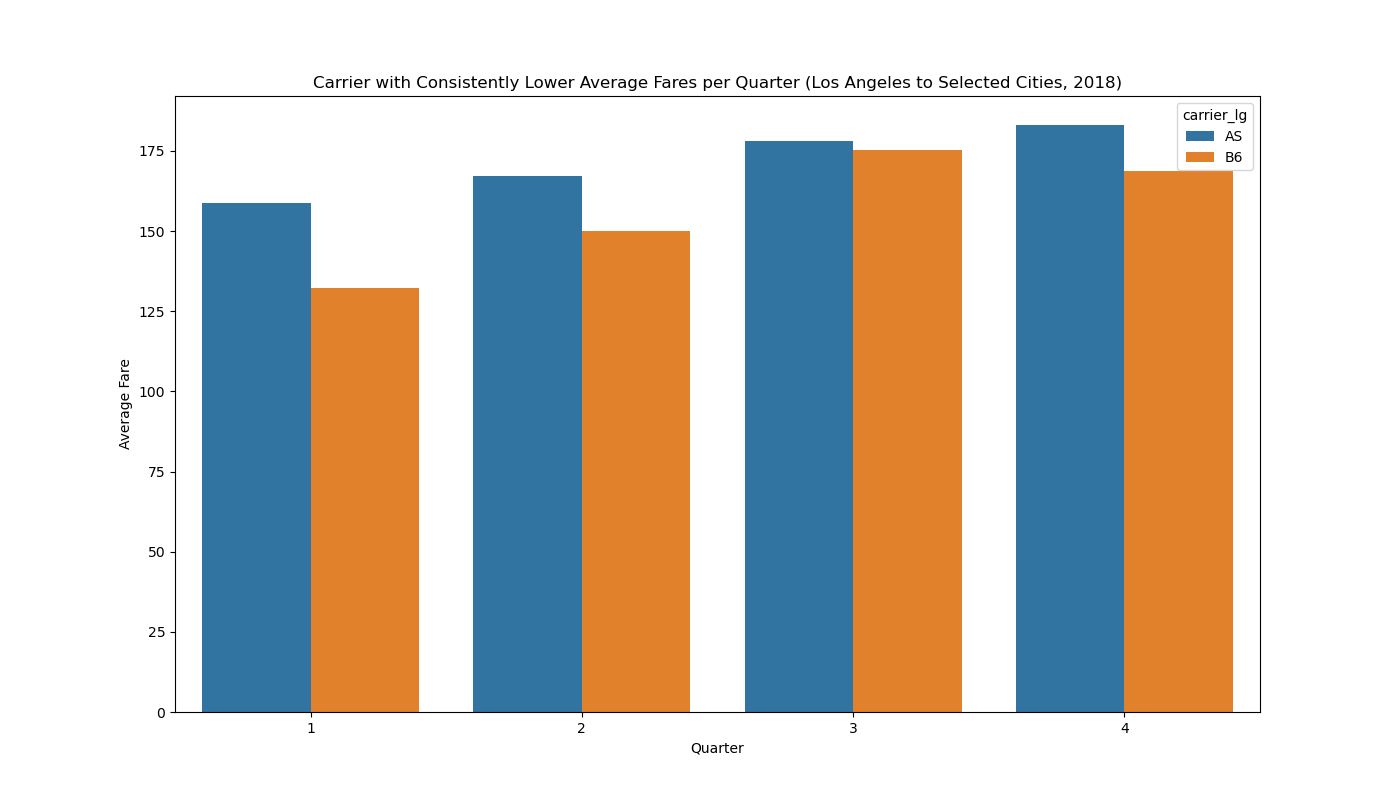 Carrier with Consistently Lower Average Fares per Quarter (Los Angeles to Selected Cities, 2018)
carrier_lg
AS
B6
175
150
125
100
75
50
25
0
Average Fare
1 2 3 4
Quarter